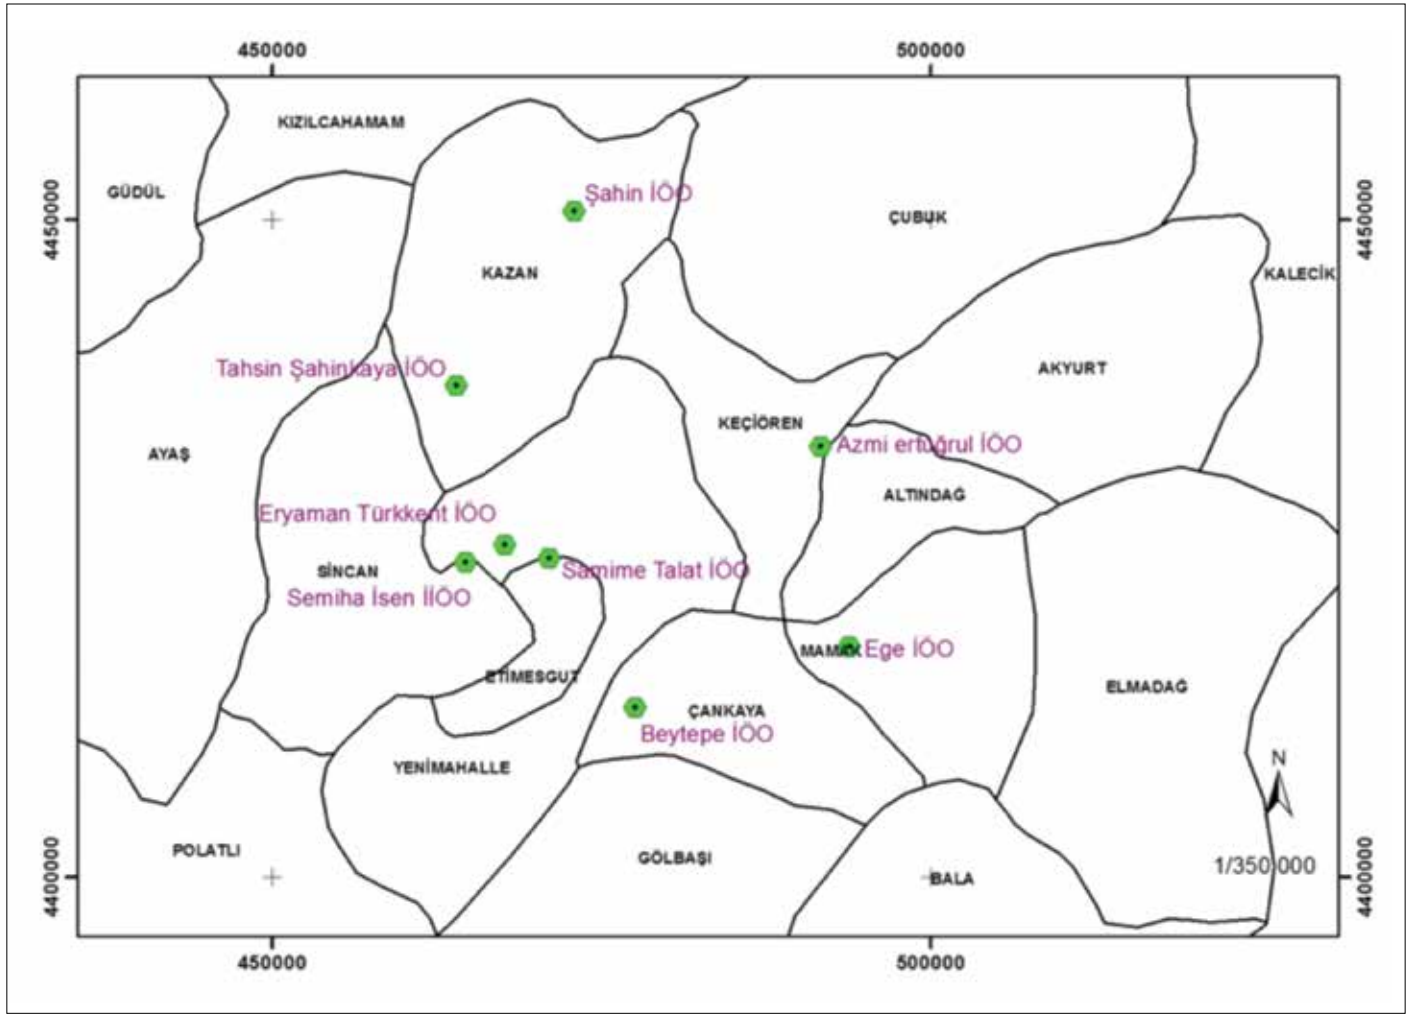 450000 500000
KIZILCAHAMAM
GÜDÜL
Şahin İÖO
4450000
ÇUBUK
4450000
KAZAN
KALECİK
Tahsin Şahinkaya İÖO
AKYURT
KEÇİÖREN
Azmi ertuğrul İÖO
AYAŞ
ALTINDAĞ
Eryaman Türkkent İÖO
SİNCAN
Samime Talat İÖO
Semiha İsen İİÖO
MAMAK
Ege İÖO
ETİMESGUT
ELMADAĞ
ÇANKAYA
Beytepe İÖO
YENİMAHALLE
N
POLATLI
GÖLBAŞI
1/350 000
4400000
BALA
4400000
450000 500000